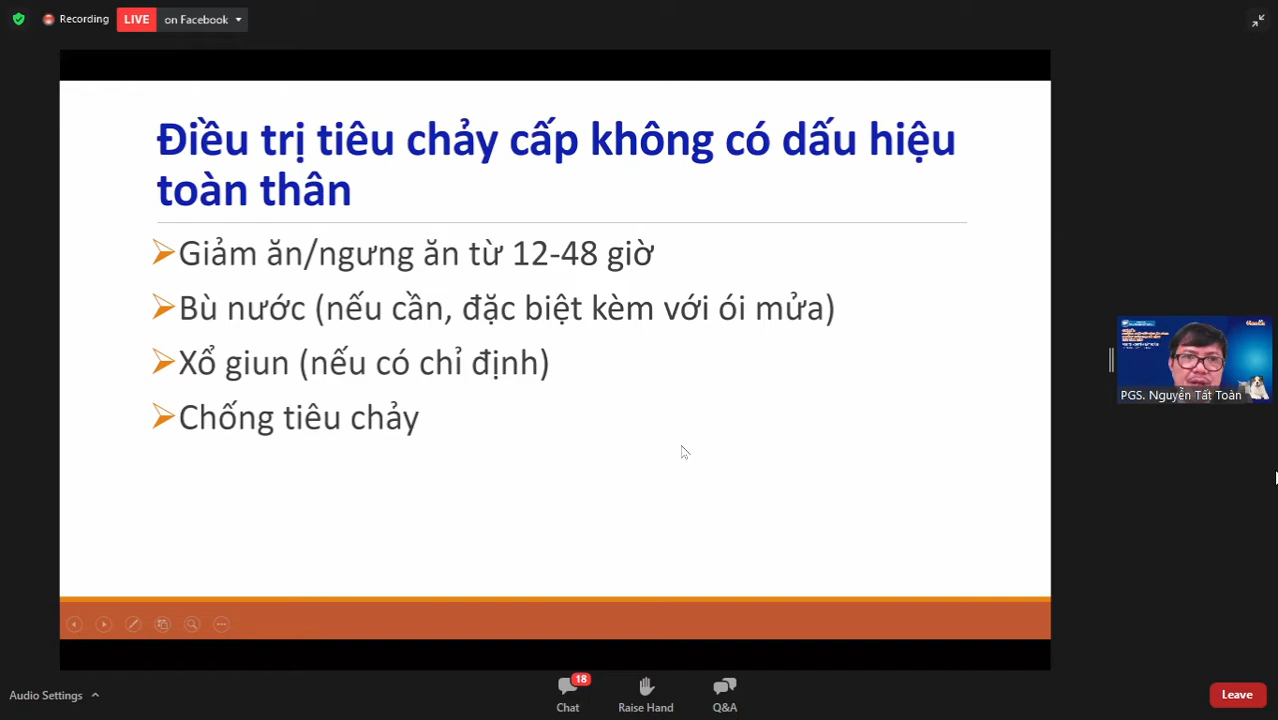 Recording
LIVE
on Facebook
Điều trị tiêu chảy cấp không có dấu hiệu
toàn thân
Giảm ăn/ngưng ăn từ 12-48 giờ
Bù nước (nếu cần, đặc biệt kèm với ói mửa)
Xổ giun (nếu có chỉ định)
Chống tiêu chảy
PGS. Nguyễn Tất Toàn
Audio Settings
18
Chat
Raise Hand
Q&A
Leave